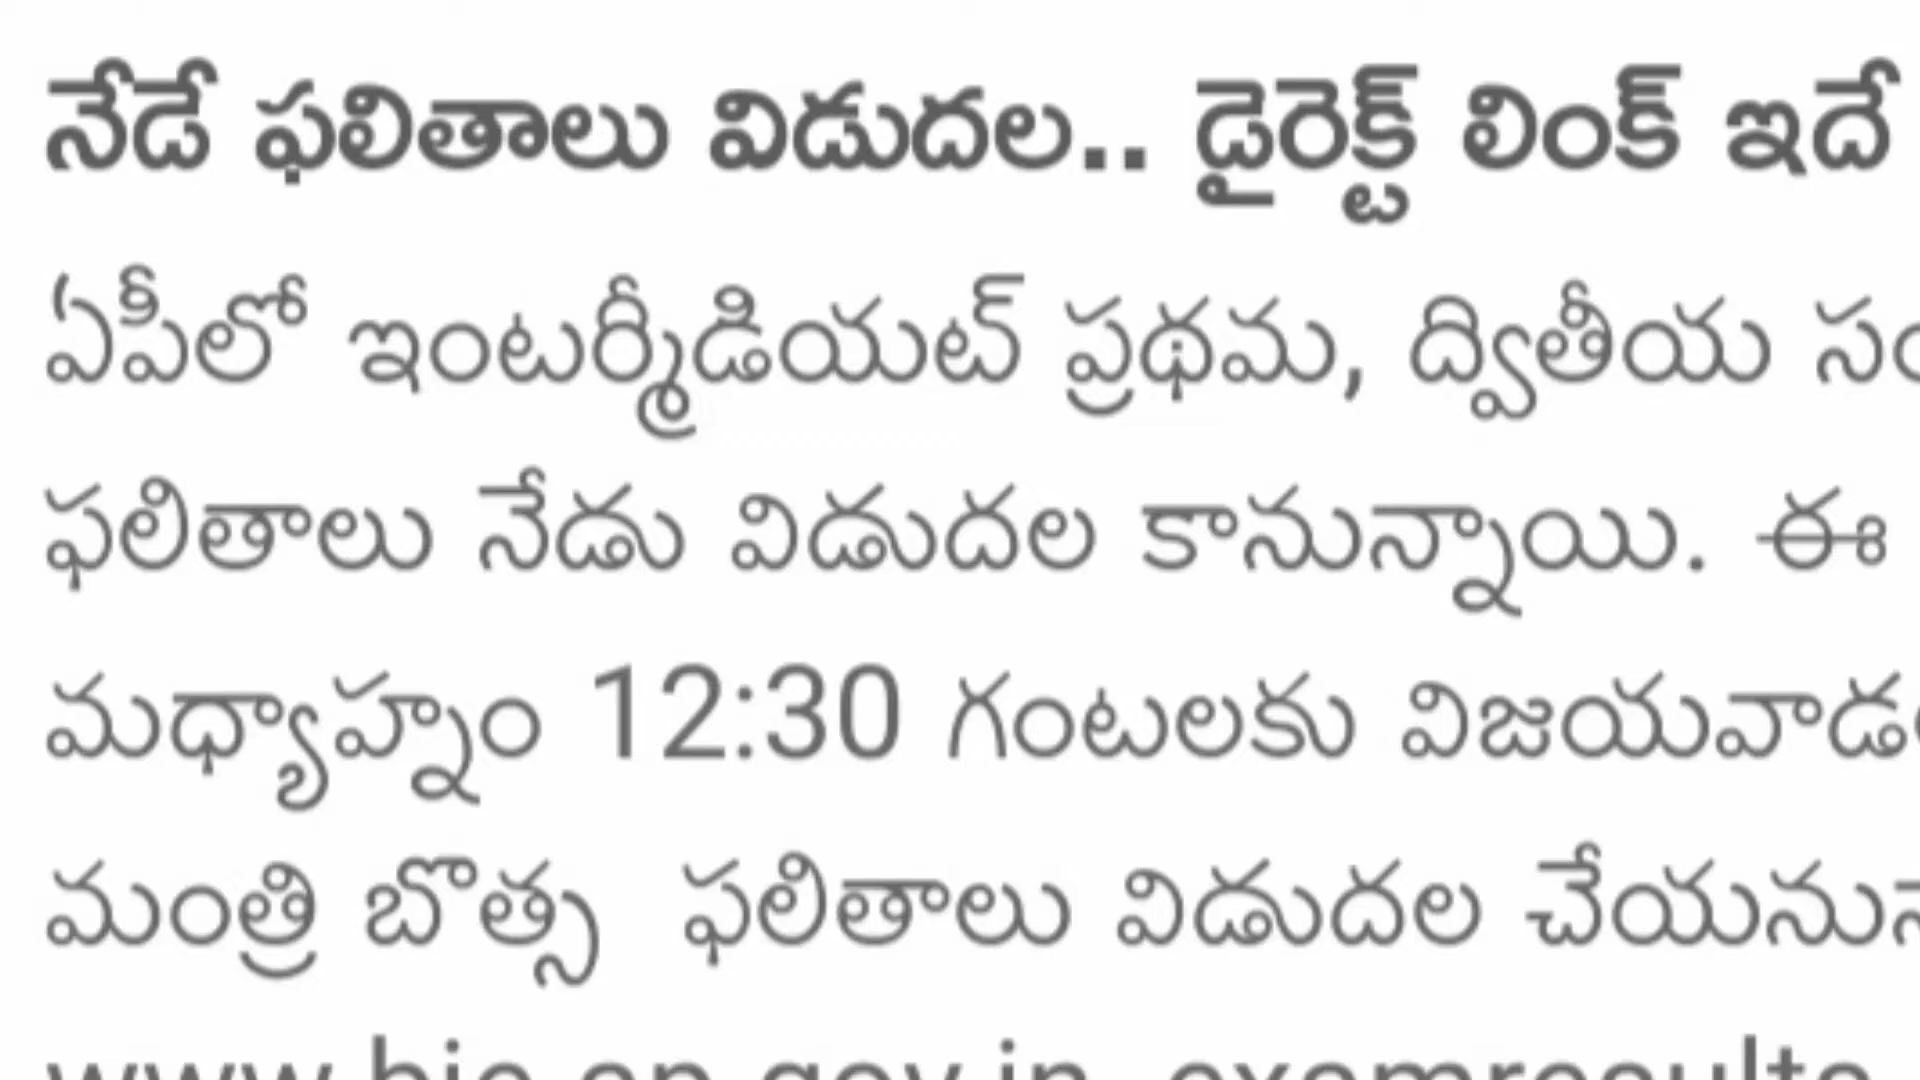 నేడే ఫలితాలు విడుదల.. డైరెక్ట్ లింక్ ఇదే
ఏపీలో ఇంటర్మీడియట్ ప్రథమ, ద్వితీయ
ఫలితాలు నేడు విడుదల కానున్నాయి. ఈ
మధ్యాహ్నం 12:30 గంటలకు
మంత్రి బొత్స ఫలితాలు విడుదల